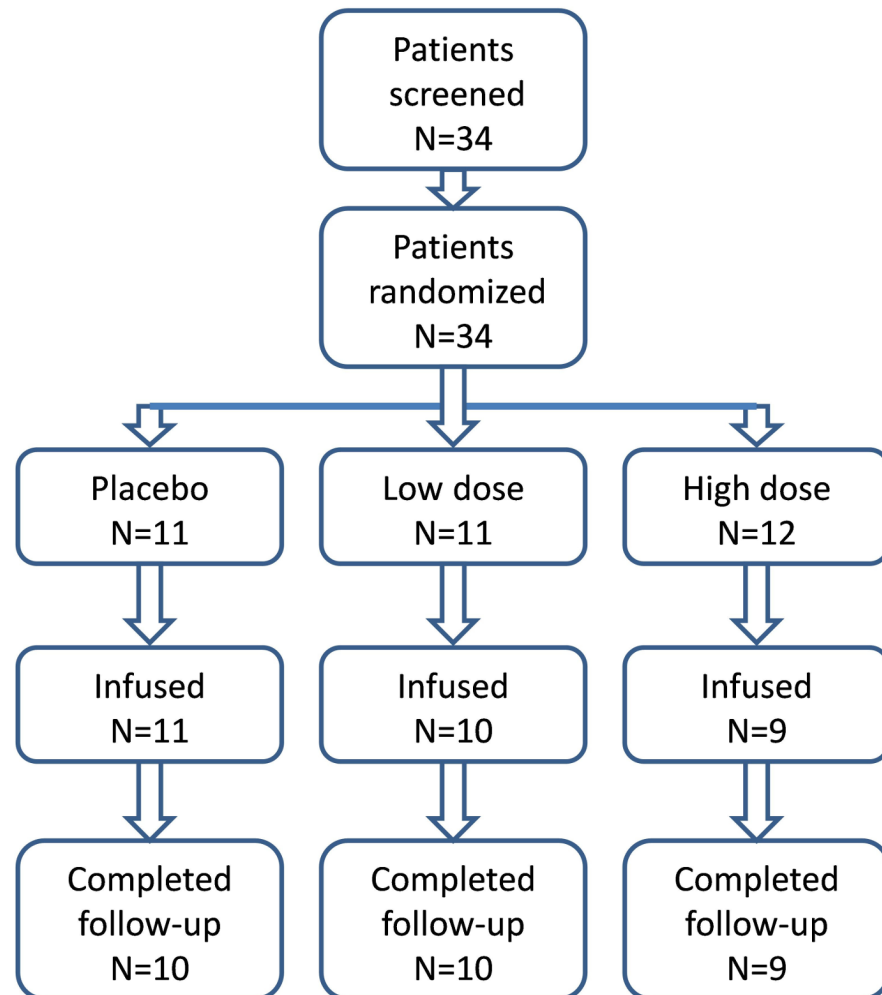 Patients
screened
N=34
Patients
randomized
N=34
Placebo
N=11
Low dose
N=11
High dose
N=12
Infused
N=11
Infused
N=10
Infused
N=9
Completed
follow-up
N=10
Completed
follow-up
N=10
Completed
follow-up
N=9